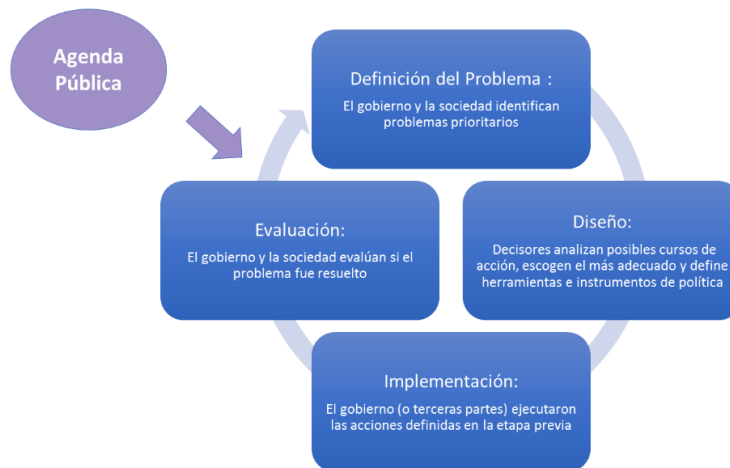 Agenda
Pública
Definición del Problema :
El gobierno y la sociedad identifican
problemas prioritarios
Diseño:
Decisores analizan posibles cursos de
acción, escogen el más adecuado y define
herramientas e instrumentos de política
Implementación:
El gobierno (o terceras partes) ejecutaron
las acciones definidas en la etapa previa
Evaluación:
El gobierno y la sociedad evalúan si el
problema fue resuelto